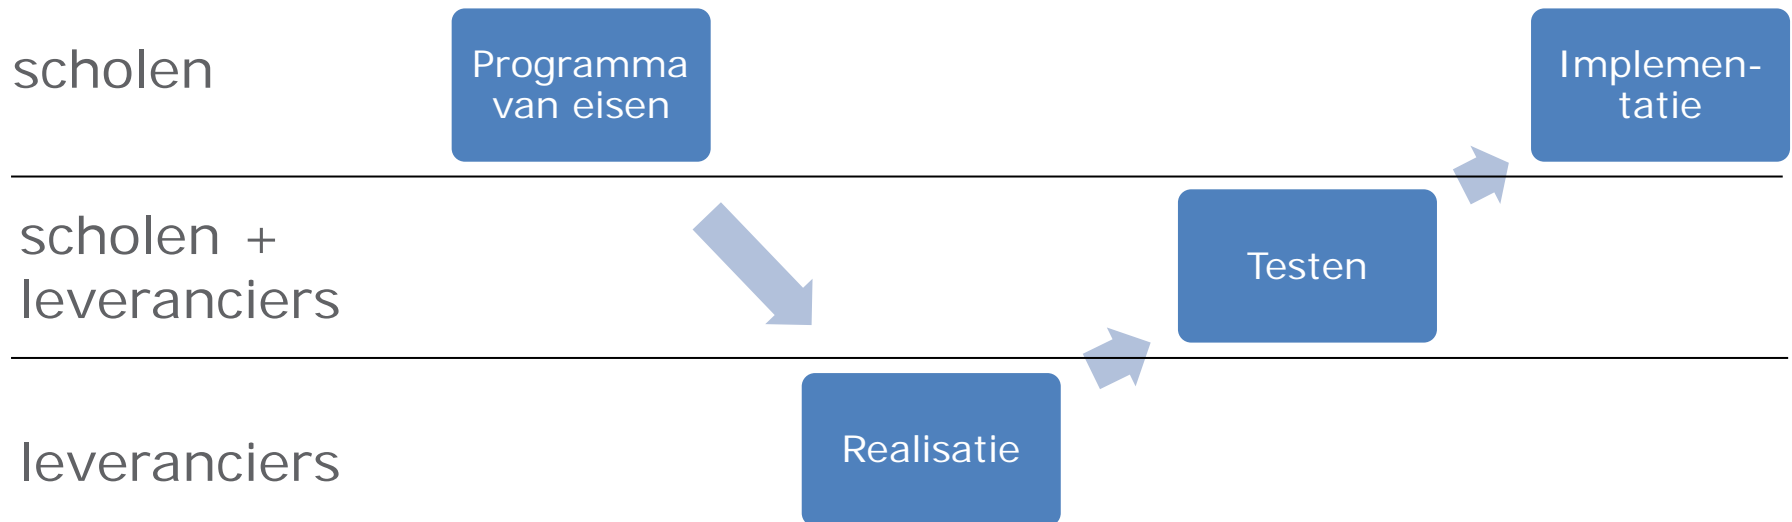 scholen
Programma
van eisen
Implemen-
tatie
scholen +
leveranciers
Testen
leveranciers
Realisatie